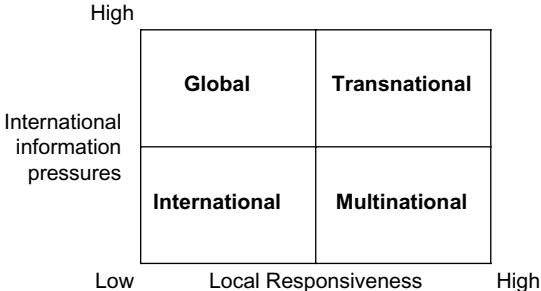 High
Global Transnational
International
information
pressures
International Multinational
Low Local Responsiveness High